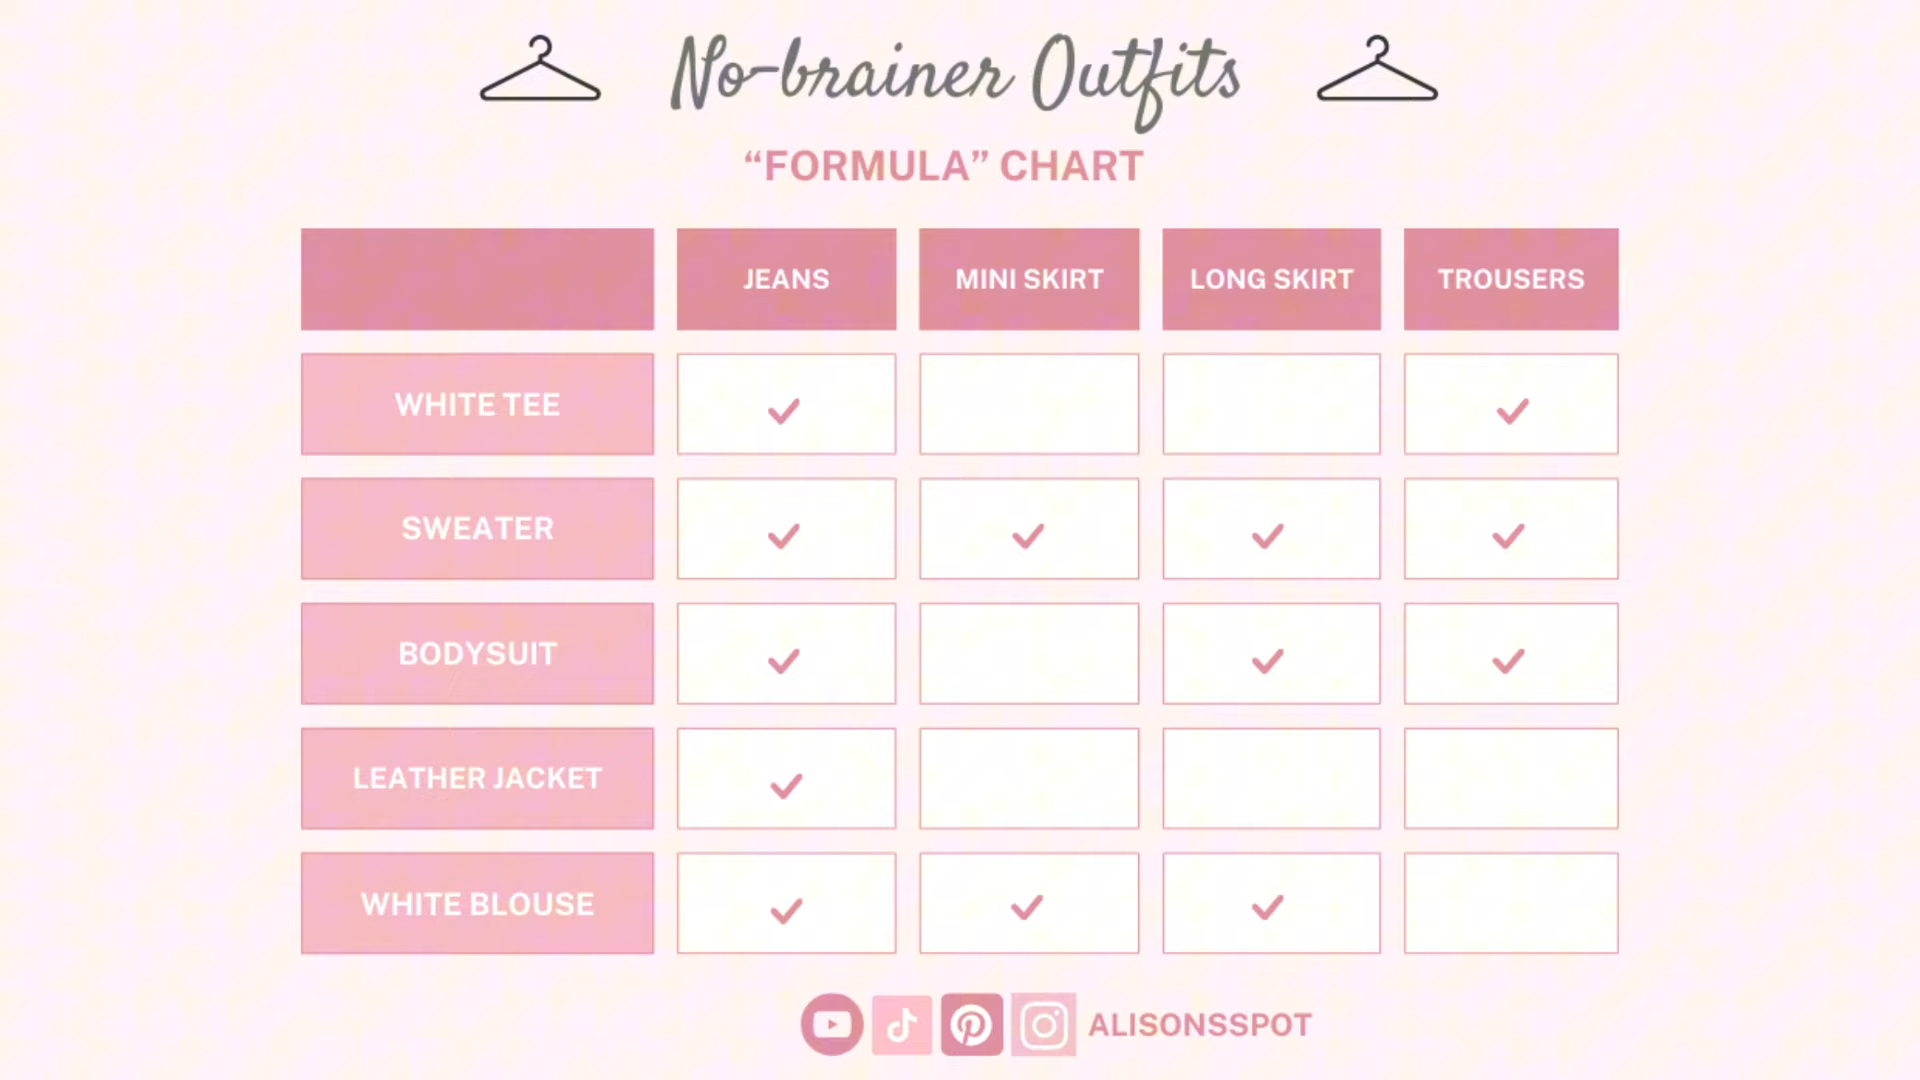 No-brainer Outfits
“FORMULA” CHART
JEANS MINI SKIRT LONG SKIRT TROUSERS
WHITE TEE
SWEATER
BODYSUIT
LEATHER JACKET
WHITE BLOUSE
ALISONSSPOT